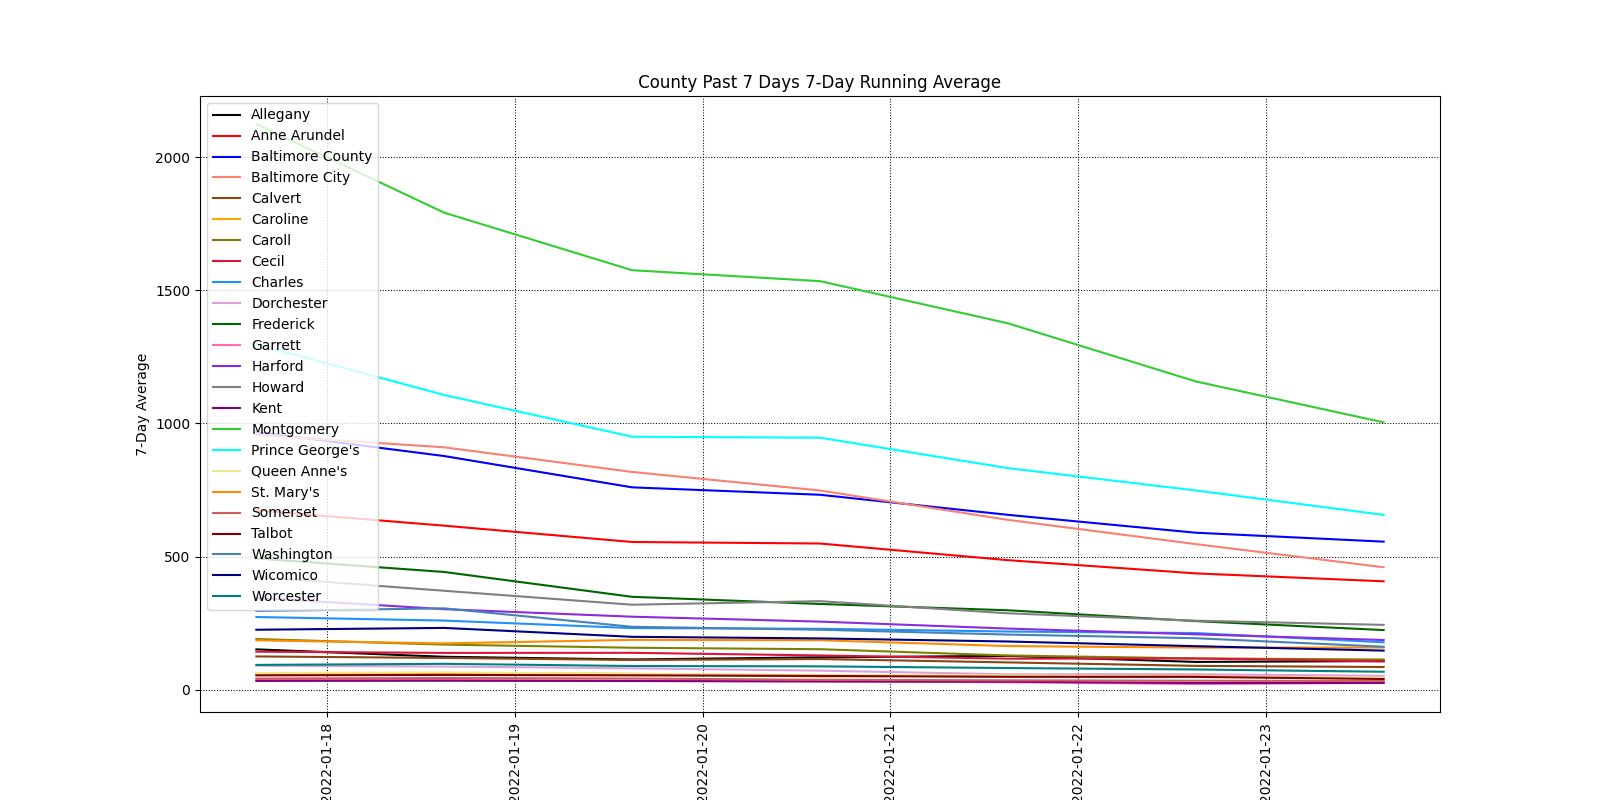 County Past 7 Days 7-Day Running Average
Allegany
Anne Arundel
Baltimore County
Baltimore City
Calvert
Caroline
Caroll
Cecil
Charles
Dorchester
Frederick
Garrett
Harford
Howard
Kent
Montgomery
Prince George's
Queen Anne's
St. Mary's
Somerset
Talbot
Washington
Wicomico
Worcester
7-Day Average
2000
1500
1000
500
0
2022-01-18
2022-01-19
2022-01-20
2022-01-21
2022-01-22
2022-01-23